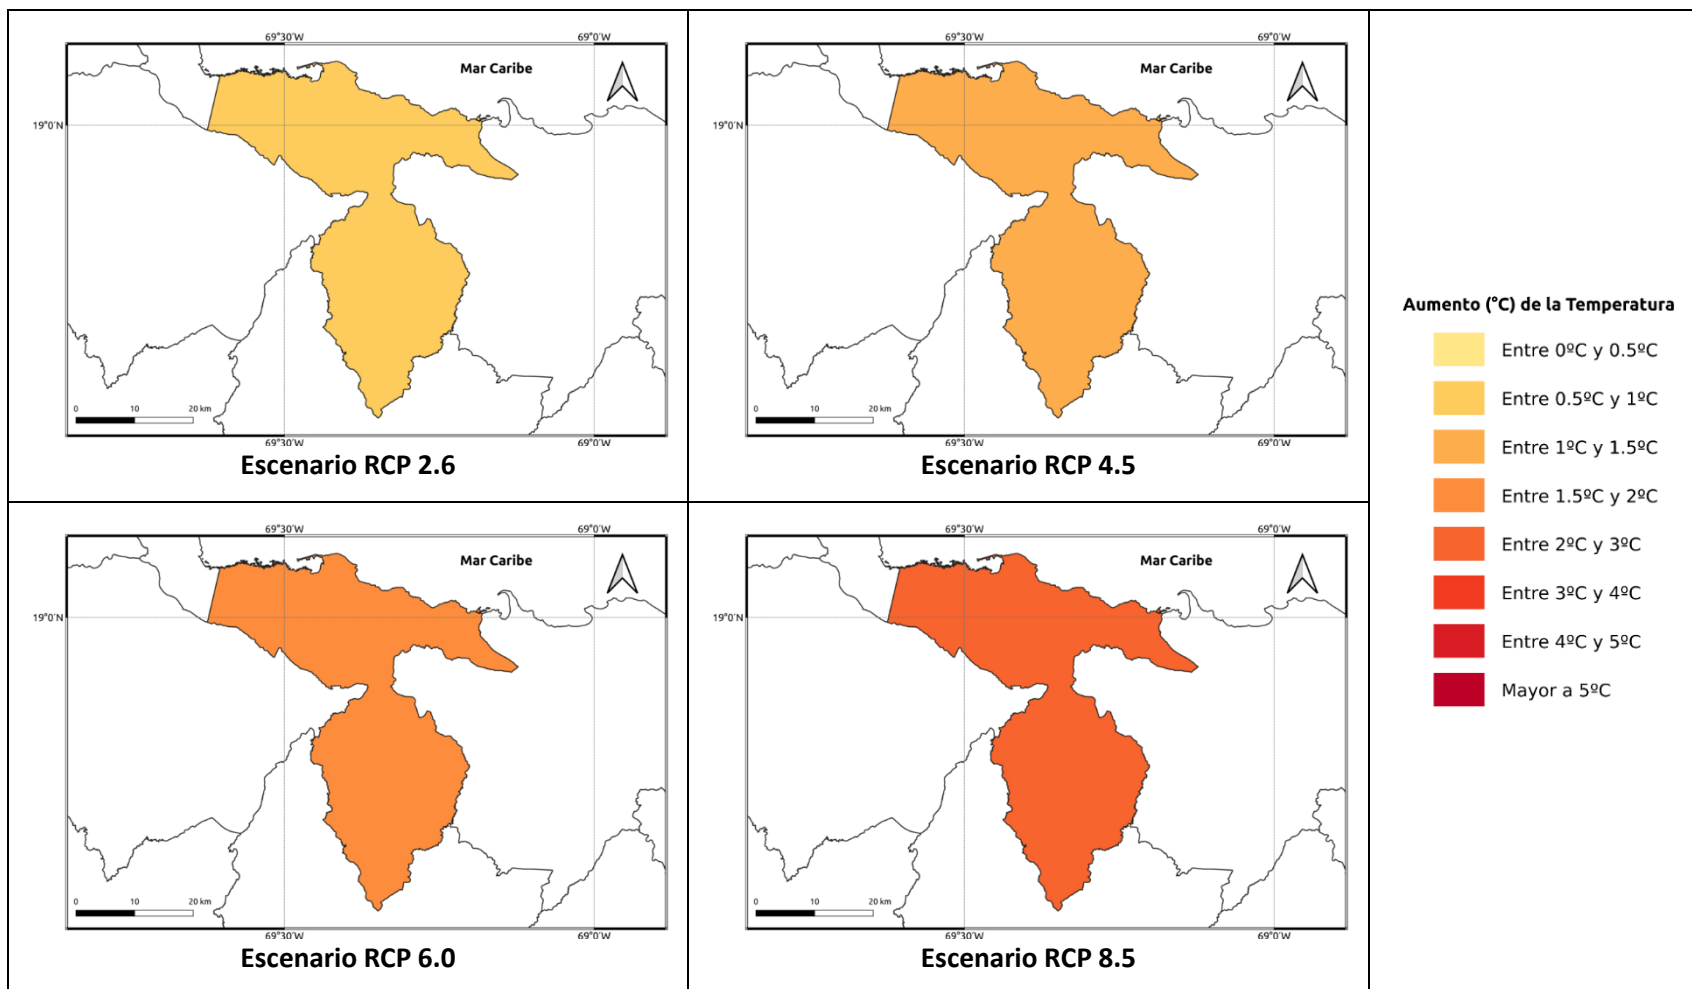 69°30′W 69°0′W
Mar Caribe
19°0′N
0 10 20 km
69°30′W 69°0′W
Escenario RCP 2.6
69°30′W 69°0′W
Mar Caribe
19°0′N
0 10 20 km
69°30′W 69°0′W
Escenario RCP 4.5
69°30′W 69°0′W
Mar Caribe
19°0′N
0 10 20 km
69°30′W 69°0′W
Escenario RCP 6.0
69°30′W 69°0′W
Mar Caribe
19°0′N
0 10 20 km
69°30′W 69°0′W
Escenario RCP 8.5
Aumento (°C) de la Temperatura
Entre 0ºC y 0.5ºC
Entre 0.5ºC y 1ºC
Entre 1ºC y 1.5ºC
Entre 1.5ºC y 2ºC
Entre 2ºC y 3ºC
Entre 3ºC y 4ºC
Entre 4ºC y 5ºC
Mayor a 5ºC